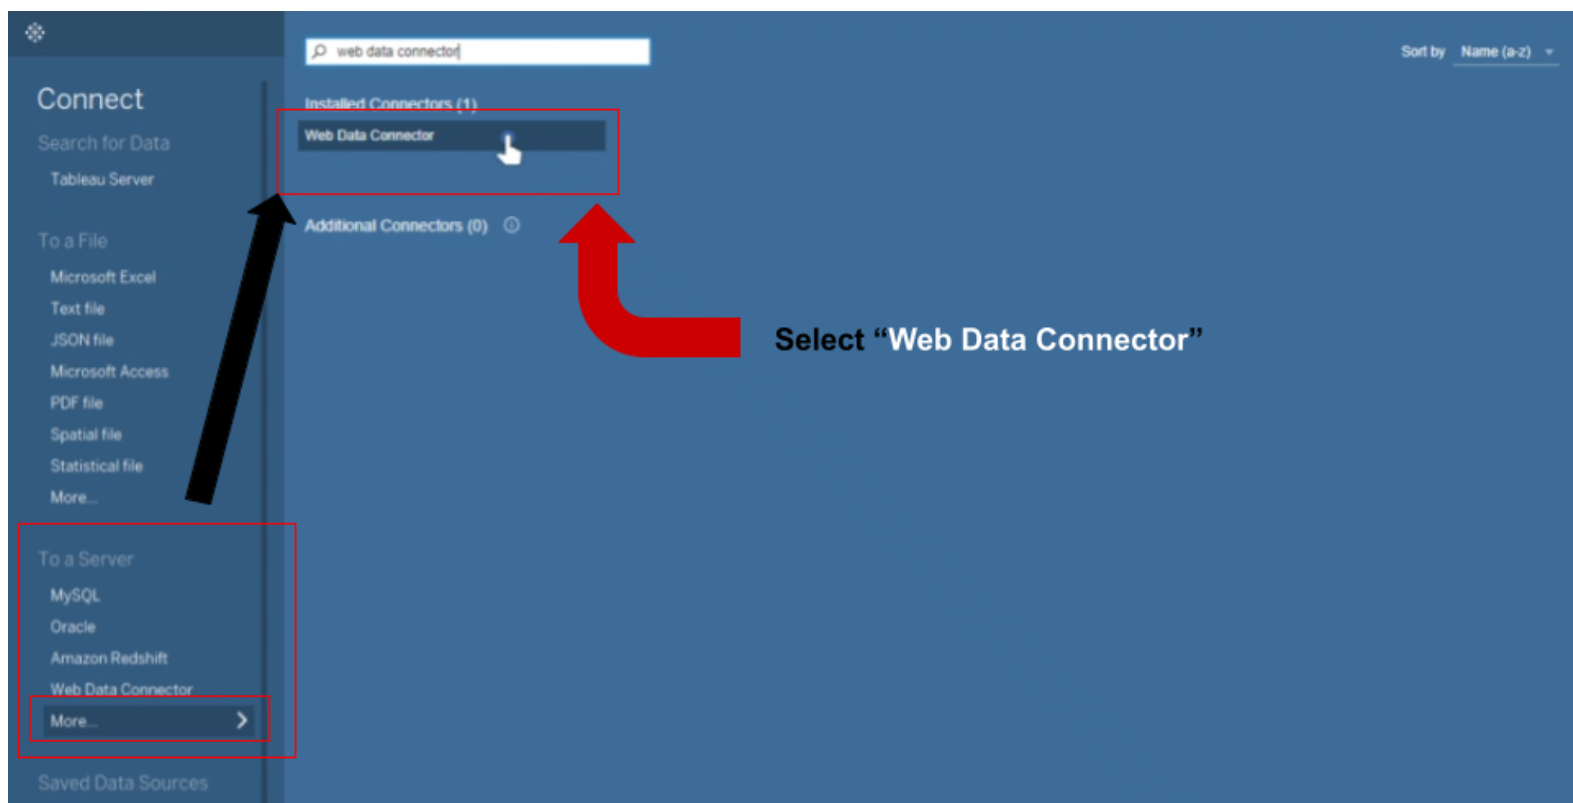 Connect
Search for Data
Tableau Server
To a File
Microsoft Excel
Text file
JSON file
Microsoft Access
PDF file
Spatial file
Statistical file
More...
To a Server
MySQL
Oracle
Amazon Redshift
Web Data Connector
More...
Saved Data Sources
web data connector
Sort by Name (a-z)
Installed Connectors (1)
Web Data Connector
Additional Connectors (0)
Select “Web Data Connector”